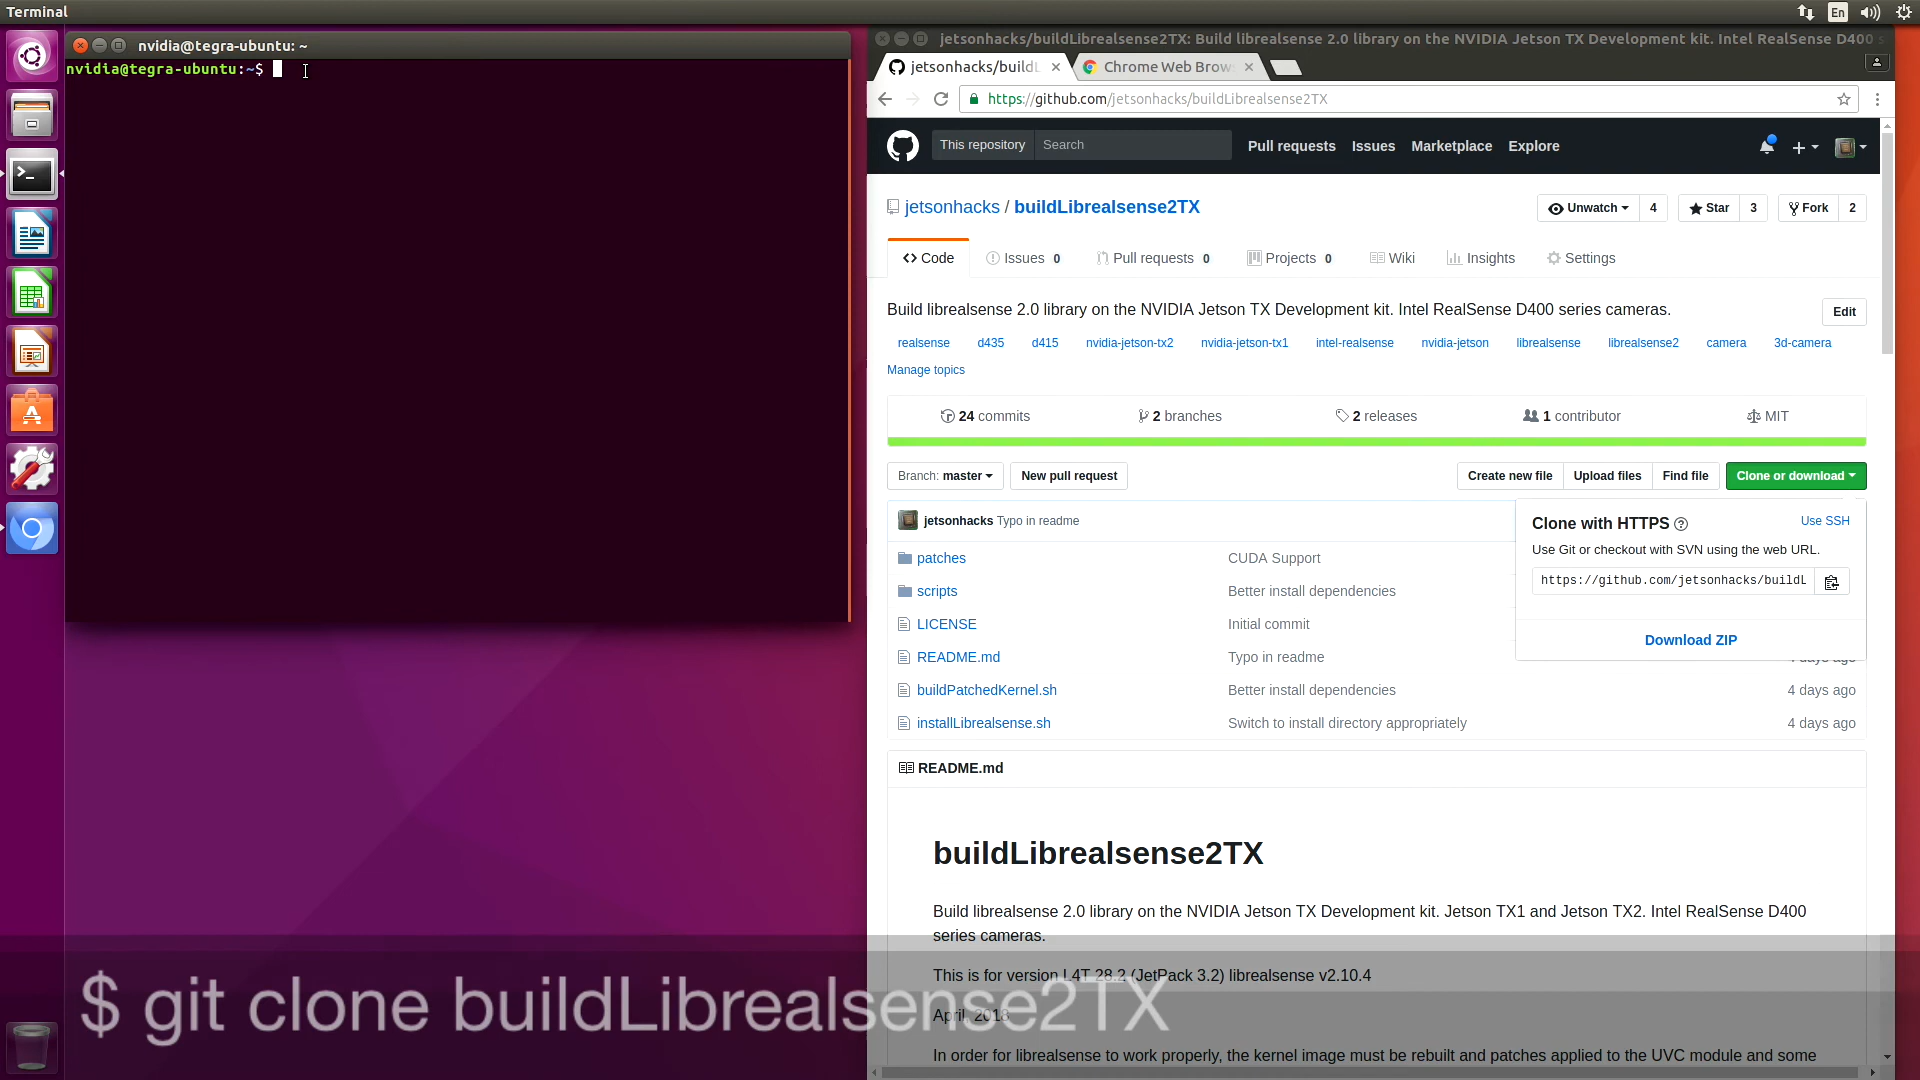 Terminal
En
nvidia@tegra-ubuntu: ~
nvidia@tegra-ubuntu:~$
jetsonhacks/buildLibrealsense2TX: Build librealsense 2.0 library on the NVIDIA Jetson TX Development kit. Intel RealSense D400 s
jetsonhacks/buildL
Chrome Web Brow
https://github.com/jetsonhacks/buildLibrealsense2TX
This repository
Search
Pull requests
Issues
Marketplace
Explore
jetsonhacks / buildLibrealsense2TX
Unwatch 4
Star 3
Fork 2
Code
Issues 0
Pull requests 0
Projects 0
Wiki
Insights
Settings
Build librealsense 2.0 library on the NVIDIA Jetson TX Development kit. Intel RealSense D400 series cameras.
Edit
realsense d435 d415 nvidia-jetson-tx2 nvidia-jetson-tx1 intel-realsense nvidia-jetson librealsense librealsense2 camera 3d-camera
Manage topics
24 commits
2 branches
2 releases
1 contributor
MIT
Branch: master
New pull request
Create new file
Upload files
Find file
Clone or download
jetsonhacks Typo in readme
Clone with HTTPS
Use SSH
Use Git or checkout with SVN using the web URL.
https://github.com/jetsonhacks/buildL
Download ZIP
patches CUDA Support
scripts Better install dependencies
LICENSE Initial commit
README.md Typo in readme 4 days ago
buildPatchedKernel.sh Better install dependencies 4 days ago
installLibrealsense.sh Switch to install directory appropriately 4 days ago
README.md
buildLibrealsense2TX
Build librealsense 2.0 library on the NVIDIA Jetson TX Development kit. Jetson TX1 and Jetson TX2. Intel RealSense D400
series cameras.
This is for version L4T 28.2 (JetPack 3.2) librealsense v2.10.4
April, 2018
In order for librealsense to work properly, the kernel image must be rebuilt and patches applied to the UVC module and some
$ git clone buildLibrealsense2TX